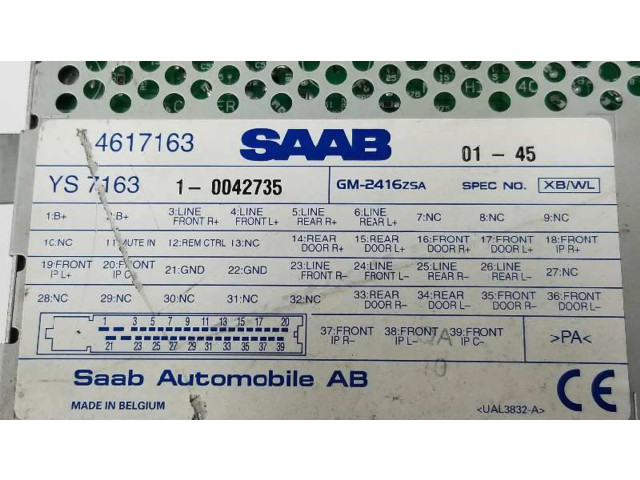 4617163 SAAB 01 - 45
YS 7163 1-0042735 GM-2416ZSA SPEC NO. XB/WL
1:B+ 2:B+ 3:LINE FRONT R+ 4:LINE FRONT L+ 5:LINE REAR R+ 6:LINE REAR L+ 7:NC 8:NC 9:NC
10:NC 11:MUTE IN 12:REM CTRL 13:NC 14:REAR DOOR R+ 15:REAR DOOR L+ 16:FRONT DOOR R+ 17:FRONT DOOR L+ 18:FRONT IP R+
19:FRONT IP L+ 20:FRONT IP C+ 21:GND 22:GND 23:LINE FRONT R- 24:LINE FRONT L- 25:LINE REAR R- 26:LINE REAR L- 27:NC
28:NC 29:NC 30:NC 31:NC 32:NC 33:REAR DOOR R- 34:REAR DOOR L- 35:FRONT DOOR R- 36:FRONT DOOR L-
1 3 5 7 9 11 13 15 17 20
21 23 25 27 29 31 33 35 37 39
37:FRONT IP R- 38:FRONT IP L- 39:FRONT IP C- >PA<
Saab Automobile AB CE
MADE IN BELGIUM <UAL3832-A>